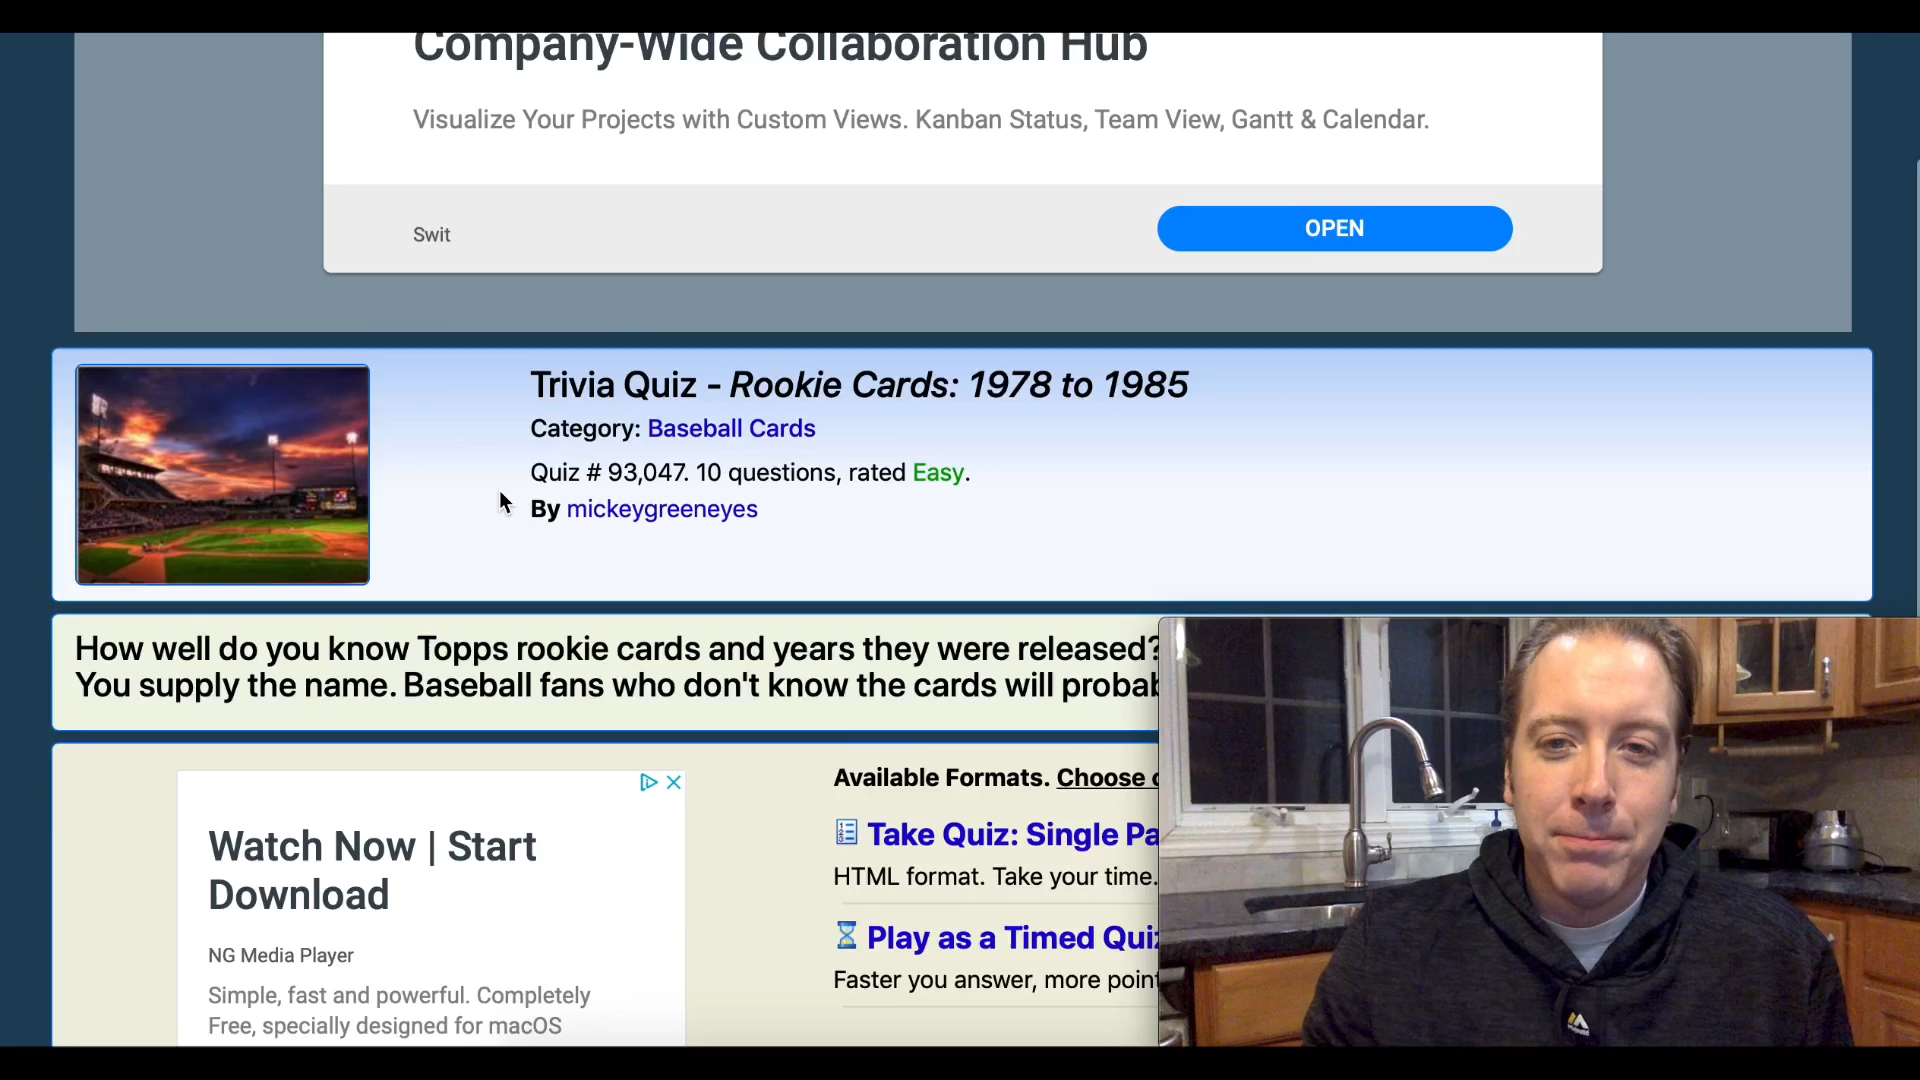 Company-Wide Collaboration Hub
Visualize Your Projects with Custom Views. Kanban Status, Team View, Gantt & Calendar.
Swit
OPEN
Trivia Quiz - Rookie Cards: 1978 to 1985
Category: Baseball Cards
Quiz # 93,047. 10 questions, rated Easy.
By mickeygreeneyes
How well do you know Topps rookie cards and years they were released?
You supply the name. Baseball fans who don't know the cards will probab
Watch Now | Start
Download
NG Media Player
Simple, fast and powerful. Completely
Free, specially designed for macOS
Available Formats. Choose
Take Quiz: Single Pa
HTML format. Take your time.
Play as a Timed Quiz
Faster you answer, more point